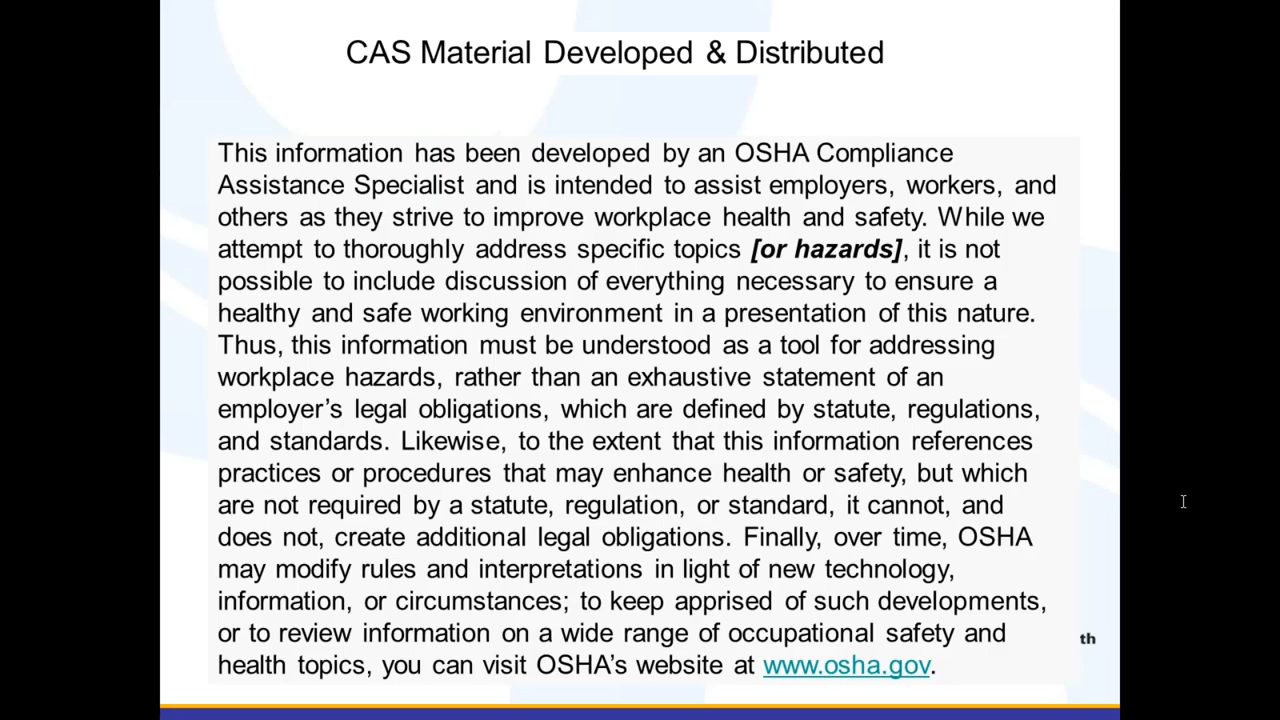 CAS Material Developed & Distributed
This information has been developed by an OSHA Compliance
Assistance Specialist and is intended to assist employers, workers, and
others as they strive to improve workplace health and safety. While we
attempt to thoroughly address specific topics [or hazards], it is not
possible to include discussion of everything necessary to ensure a
healthy and safe working environment in a presentation of this nature.
Thus, this information must be understood as a tool for addressing
workplace hazards, rather than an exhaustive statement of an
employer’s legal obligations, which are defined by statute, regulations,
and standards. Likewise, to the extent that this information references
practices or procedures that may enhance health or safety, but which
are not required by a statute, regulation, or standard, it cannot, and
does not, create additional legal obligations. Finally, over time, OSHA
may modify rules and interpretations in light of new technology,
information, or circumstances; to keep apprised of such developments,
or to review information on a wide range of occupational safety and
th
health topics, you can visit OSHA’s website at www.osha.gov.